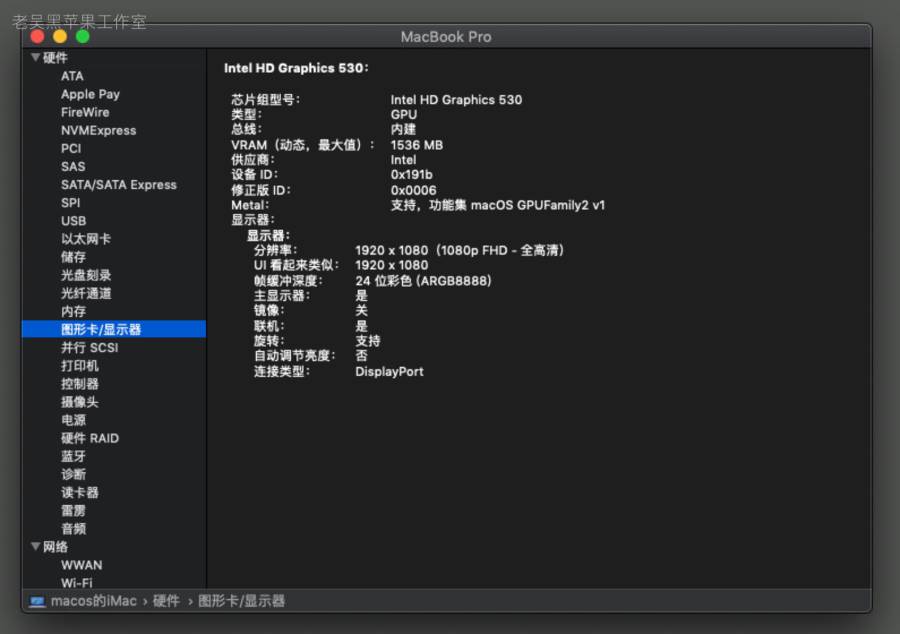 老吴黑苹果工作室
MacBook Pro
硬件
ATA
Apple Pay
FireWire
NVMExpress
PCI
SAS
SATA/SATA Express
SPI
USB
以太网卡
储存
光盘刻录
光纤通道
内存
图形卡/显示器
并行 SCSI
打印机
控制器
摄像头
电源
硬件 RAID
蓝牙
诊断
读卡器
雷雳
音频
网络
WWAN
Wi-Fi
Intel HD Graphics 530:
芯片组型号: Intel HD Graphics 530
类型: GPU
总线: 内建
VRAM（动态，最大值）: 1536 MB
供应商: Intel
设备 ID: 0x191b
修正版 ID: 0x0006
Metal: 支持，功能集 macOS GPUFamily2 v1
显示器:
显示器:
分辨率: 1920 x 1080（1080p FHD - 全高清）
UI 看起来类似: 1920 x 1080
帧缓冲深度: 24 位彩色 (ARGB8888)
主显示器: 是
镜像: 关
联机: 是
旋转: 支持
自动调节亮度: 否
连接类型: DisplayPort
macos的iMac › 硬件 › 图形卡/显示器